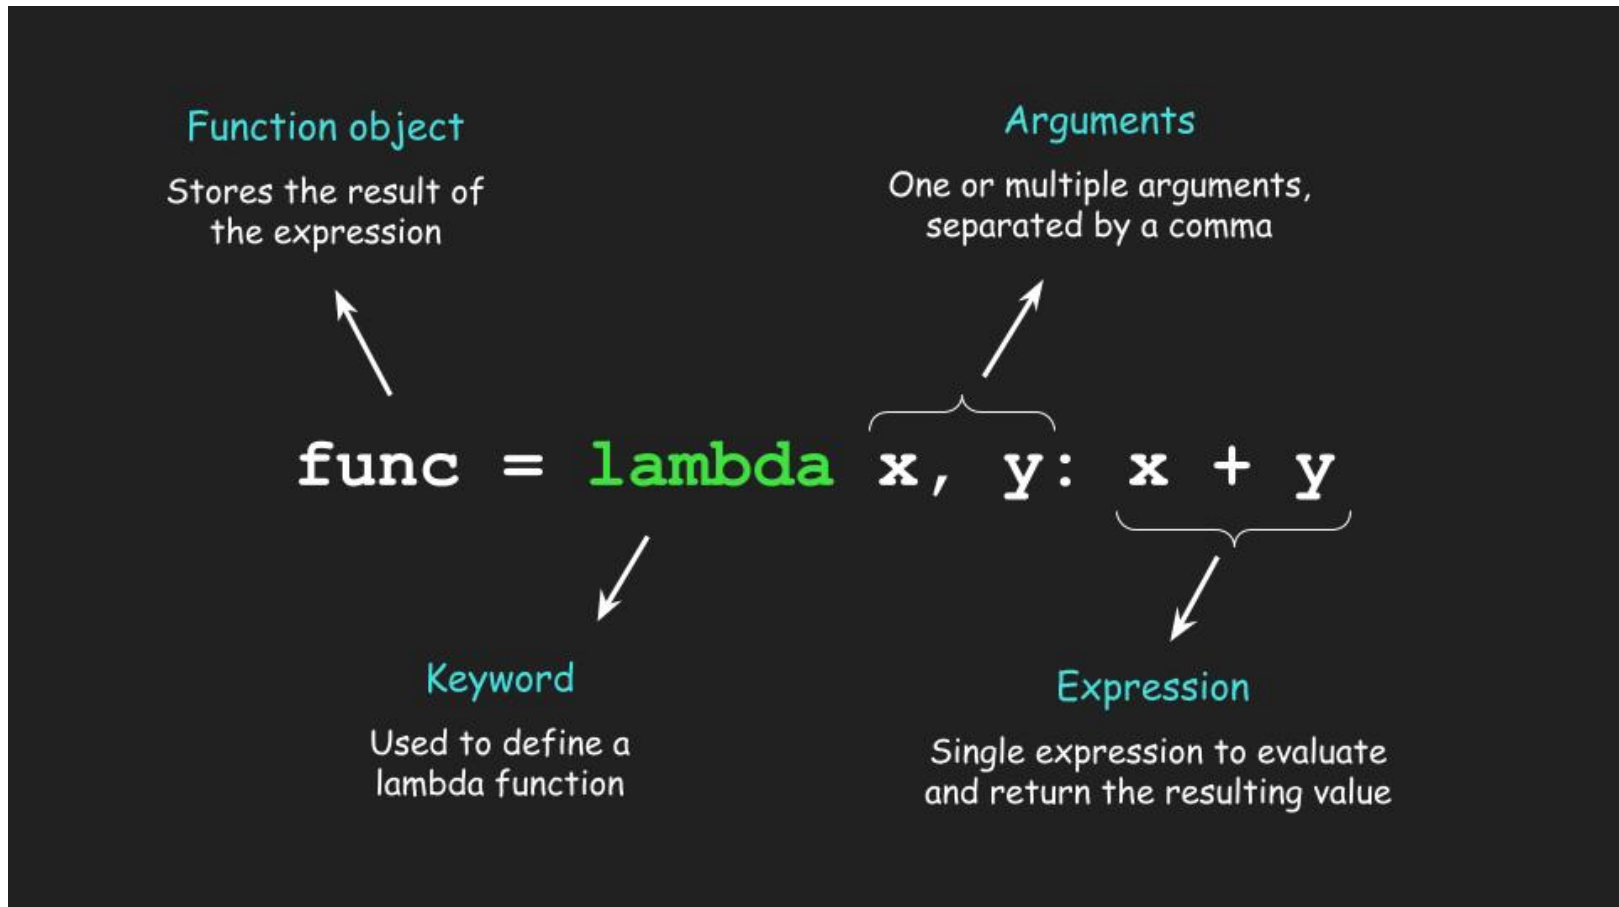 Function object
Stores the result of
the expression
Arguments
One or multiple arguments,
separated by a comma
func = lambda x, y: x + y
Keyword
Used to define a
lambda function
Expression
Single expression to evaluate
and return the resulting value